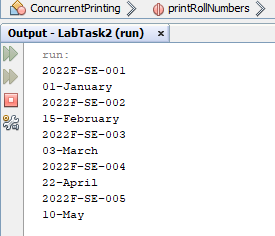 ConcurrentPrinting printRollNumbers
Output - LabTask2 (run) ×
run:
2022F-SE-001
01-January
2022F-SE-002
15-February
2022F-SE-003
03-March
2022F-SE-004
22-April
2022F-SE-005
10-May